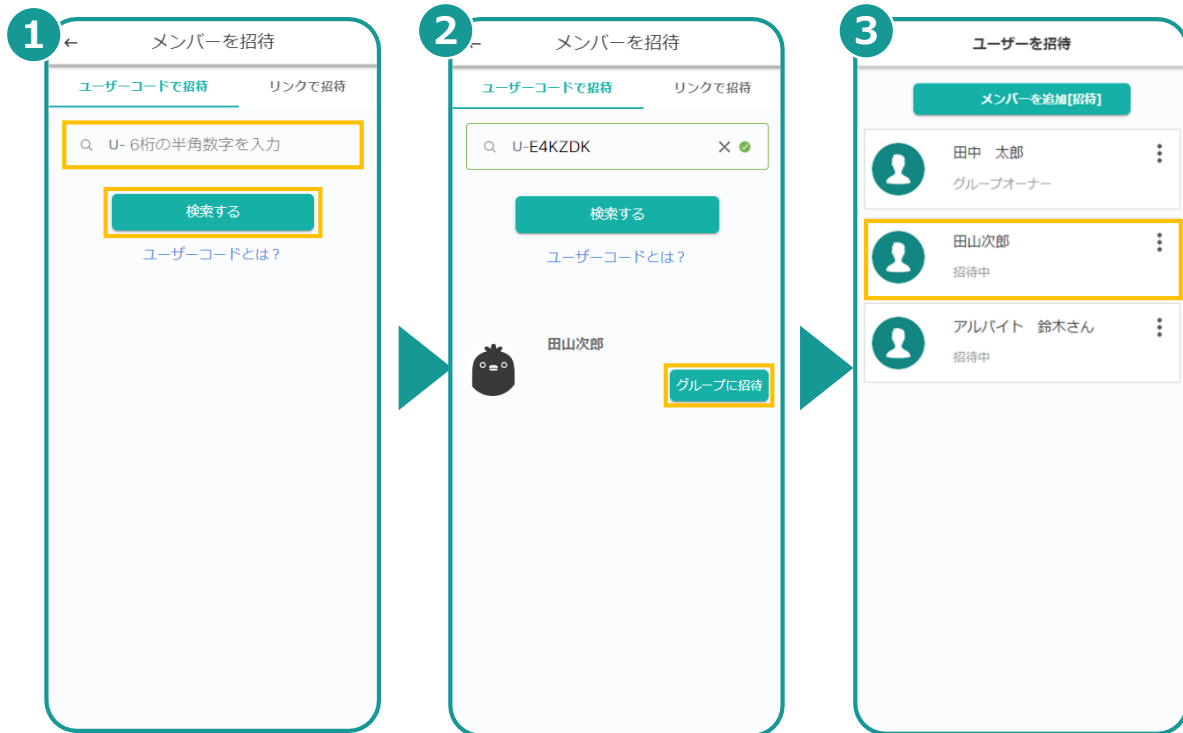 1
← メンバーを招待
ユーザーコードで招待 リンクで招待
U- 6桁の半角数字を入力
検索する
ユーザーコードとは？
2
メンバーを招待
ユーザーコードで招待 リンクで招待
U-E4KZDK
検索する
ユーザーコードとは？
田山次郎
グループに招待
3
ユーザーを招待
メンバーを追加[招待]
田中　太郎
グループオーナー
田山次郎
招待中
アルバイト　鈴木さん
招待中